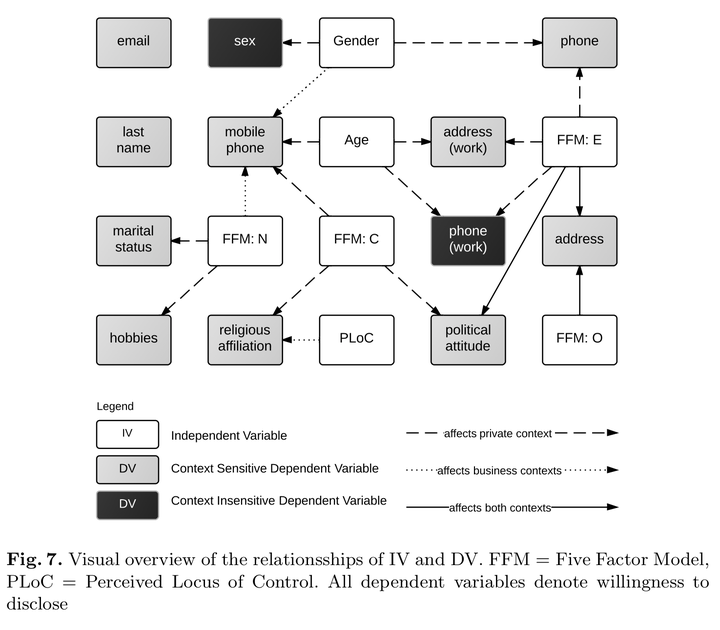 email
sex
Gender
phone
last
name
mobile
phone
Age
address
(work)
FFM: E
marital
status
FFM: N
FFM: C
phone
(work)
address
hobbies
religious
affiliation
PLoC
political
attitude
FFM: O
Legend
IV
Independent Variable
affects private context
DV
Context Sensitive Dependent Variable
affects business contexts
DV
Context Insensitive Dependent Variable
affects both contexts
Fig. 7. Visual overview of the relationsships of IV and DV. FFM = Five Factor Model,
PLoC = Perceived Locus of Control. All dependent variables denote willingness to
disclose